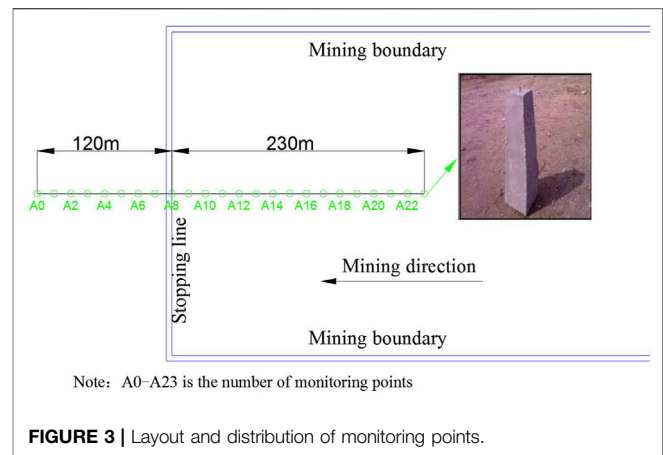 Mining boundary
120m 230m
A0 A2 A4 A6 A8 A10 A12 A14 A16 A18 A20 A22
Stopping line
Mining direction
Mining boundary
Note: A0-A23 is the number of monitoring points
FIGURE 3 | Layout and distribution of monitoring points.